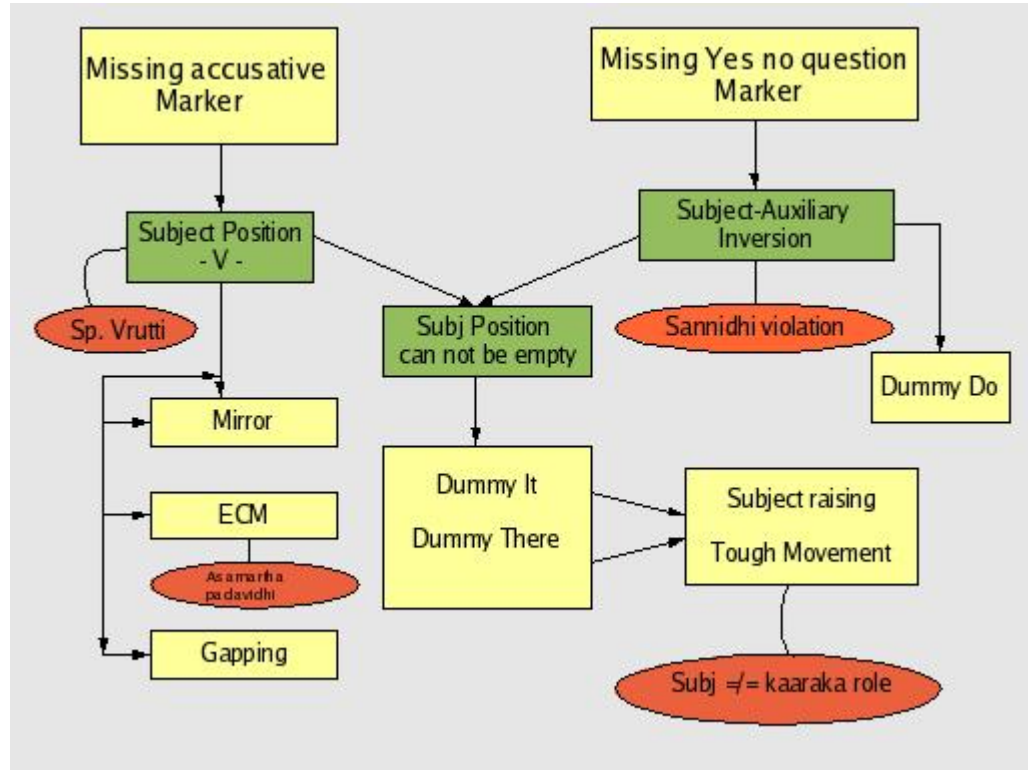 Missing accusative
Marker
Missing Yes no question
Marker
Subject Position
- V -
Subject-Auxiliary
Inversion
Sp. Vrutti
Subj Position
can not be empty
Sannidhi violation
Dummy Do
Mirror
ECM
Asamartha
padavidhi
Gapping
Dummy It
Dummy There
Subject raising
Tough Movement
Subj =/= kaaraka role